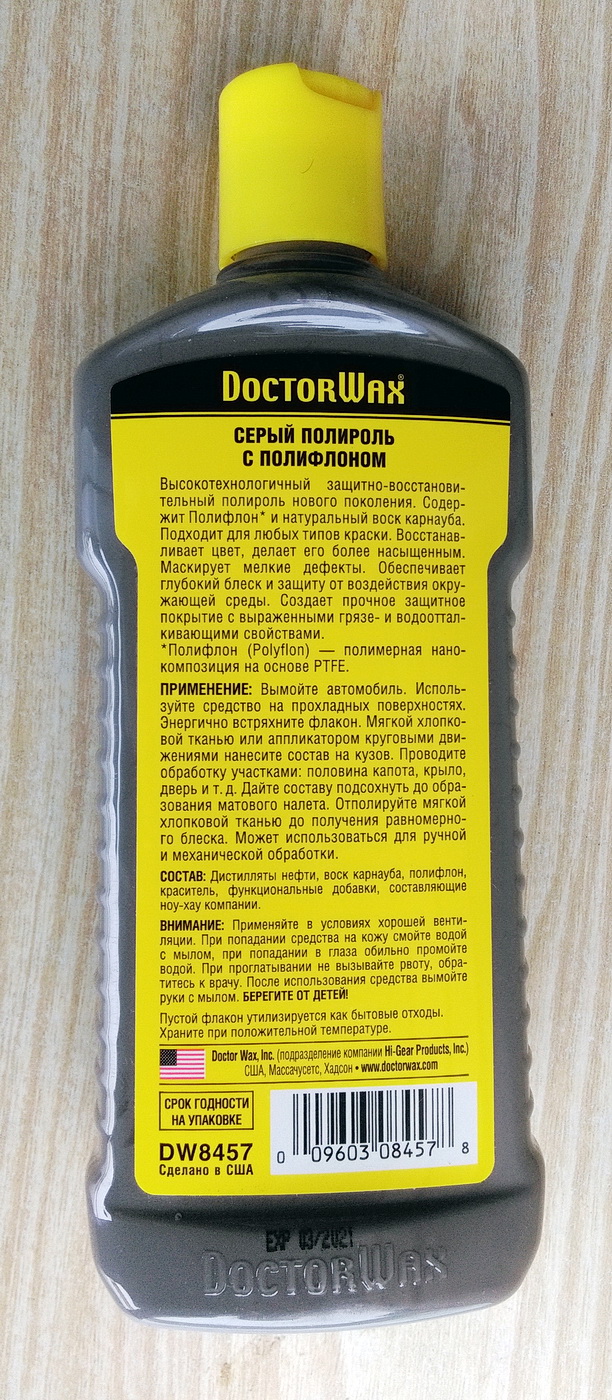 DOCTORWAX®
СЕРЫЙ ПОЛИРОЛЬ
С ПОЛИФЛОНОМ
Высокотехнологичный защитно-восстанови-
тельный полироль нового поколения. Содер-
жит Полифлон* и натуральный воск карнауба.
Подходит для любых типов краски. Восстанав-
ливает цвет, делает его более насыщенным.
Маскирует мелкие дефекты. Обеспечивает
глубокий блеск и защиту от воздействия окру-
жающей среды. Создает прочное защитное
покрытие с выраженными грязе- и водооттал-
кивающими свойствами.
*Полифлон (Polyflon) — полимерная нано-
композиция на основе PTFE.
ПРИМЕНЕНИЕ: Вымойте автомобиль. Исполь-
зуйте средство на прохладных поверхностях.
Энергично встряхните флакон. Мягкой хлопко-
вой тканью или аппликатором круговыми дви-
жениями нанесите состав на кузов. Проводите
обработку участками: половина капота, крыло,
дверь и т. д. Дайте составу подсохнуть до обра-
зования матового налета. Отполируйте мягкой
хлопковой тканью до получения равномерно-
го блеска. Может использоваться для ручной
и механической обработки.
СОСТАВ: Дистилляты нефти, воск карнауба, полифлон,
краситель, функциональные добавки, составляющие
ноу-хау компании.
ВНИМАНИЕ: Применяйте в условиях хорошей венти-
ляции. При попадании средства на кожу смойте водой
с мылом, при попадании в глаза обильно промойте
водой. При проглатывании не вызывайте рвоту, обра-
титесь к врачу. После использования средства вымойте
руки с мылом. БЕРЕГИТЕ ОТ ДЕТЕЙ!
Пустой флакон утилизируется как бытовые отходы.
Храните при положительной температуре.
Doctor Wax, Inc. (подразделение компании Hi-Gear Products, Inc.)
США, Массачусетс, Хадсон • www.doctorwax.com
СРОК ГОДНОСТИ
НА УПАКОВКЕ
DW8457
Сделано в США
0 09603 08457 8
EXP 03/2021
DOCTORWAX